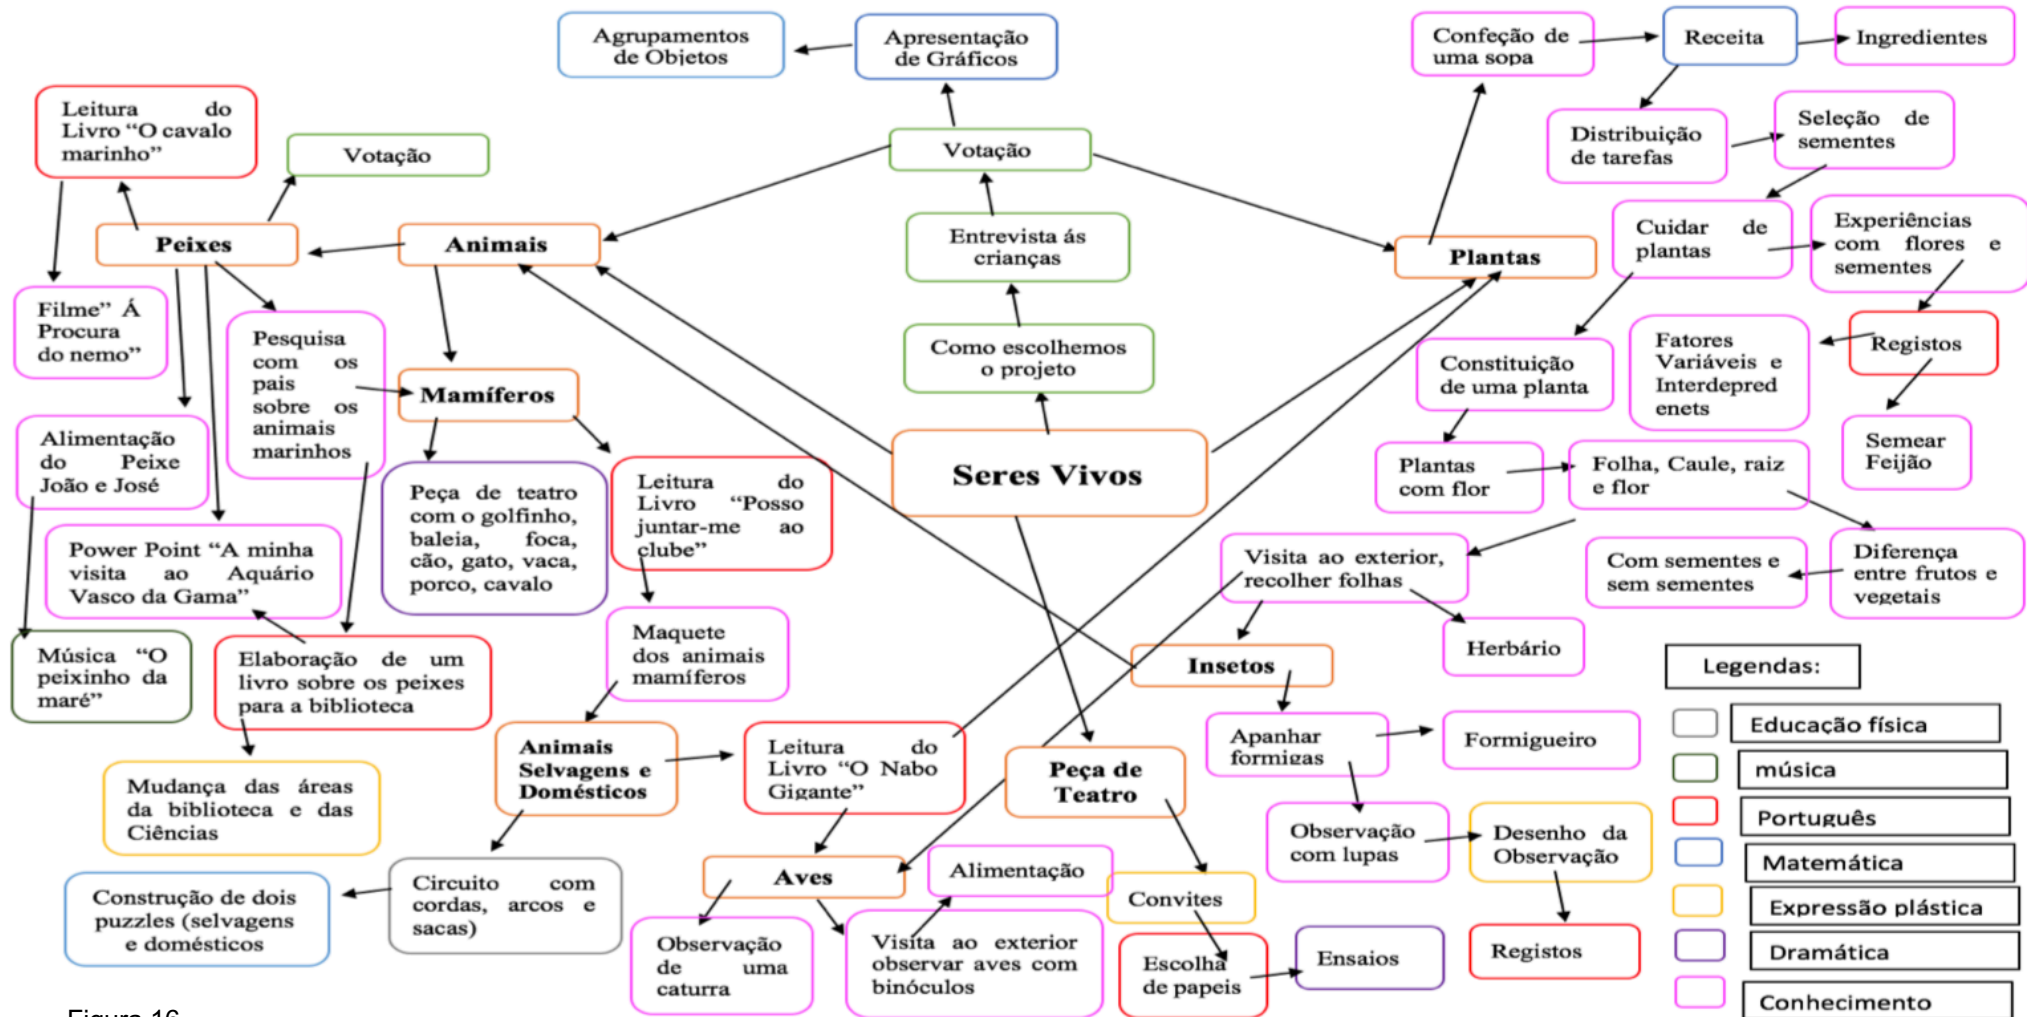 Agrupamentos
de Objetos
Apresentação
de Gráficos
Confeção de
uma sopa
Receita
Ingredientes
Leitura do
Livro “O cavalo
marinho”
Votação
Votação
Distribuição
de tarefas
Seleção de
sementes
Peixes
Animais
Entrevista ás
crianças
Plantas
Cuidar de
plantas
Experiências
com flores e
sementes
Filme” Á
Procura
do nemo”
Pesquisa
com os
pais
sobre os
animais
marinhos
Como escolhemos
o projeto
Constituição
de uma planta
Fatores
Variáveis e
Interdepred
enets
Registos
Mamíferos
Alimentação
do Peixe
João e José
Peça de teatro
com o golfinho,
baleia, foca,
cão, gato, vaca,
porco, cavalo
Leitura do
Livro “Posso
juntar-me ao
clube”
Seres Vivos
Plantas
com flor
Folha, Caule, raiz
e flor
Semear
Feijão
Power Point “A minha
visita ao Aquário
Vasco da Gama”
Visita ao exterior,
recolher folhas
Com sementes e
sem sementes
Diferença
entre frutos e
vegetais
Música “O
peixinho da
maré”
Elaboração de um
livro sobre os peixes
para a biblioteca
Maquete
dos animais
mamíferos
Insetos
Herbário
Legendas:
Mudança das áreas
da biblioteca e das
Ciências
Animais
Selvagens e
Domésticos
Leitura do
Livro “O Nabo
Gigante”
Peça de
Teatro
Apanhar
formigas
Formigueiro
Educação física
música
Português
Matemática
Expressão plástica
Dramática
Conhecimento
Construção de dois
puzzles (selvagens
e domésticos
Circuito com
cordas, arcos e
sacas)
Aves
Alimentação
Convites
Observação
com lupas
Desenho da
Observação
Observação
de uma
caturra
Visita ao exterior
observar aves com
binóculos
Escolha
de papeis
Ensaios
Registos
Figura 16